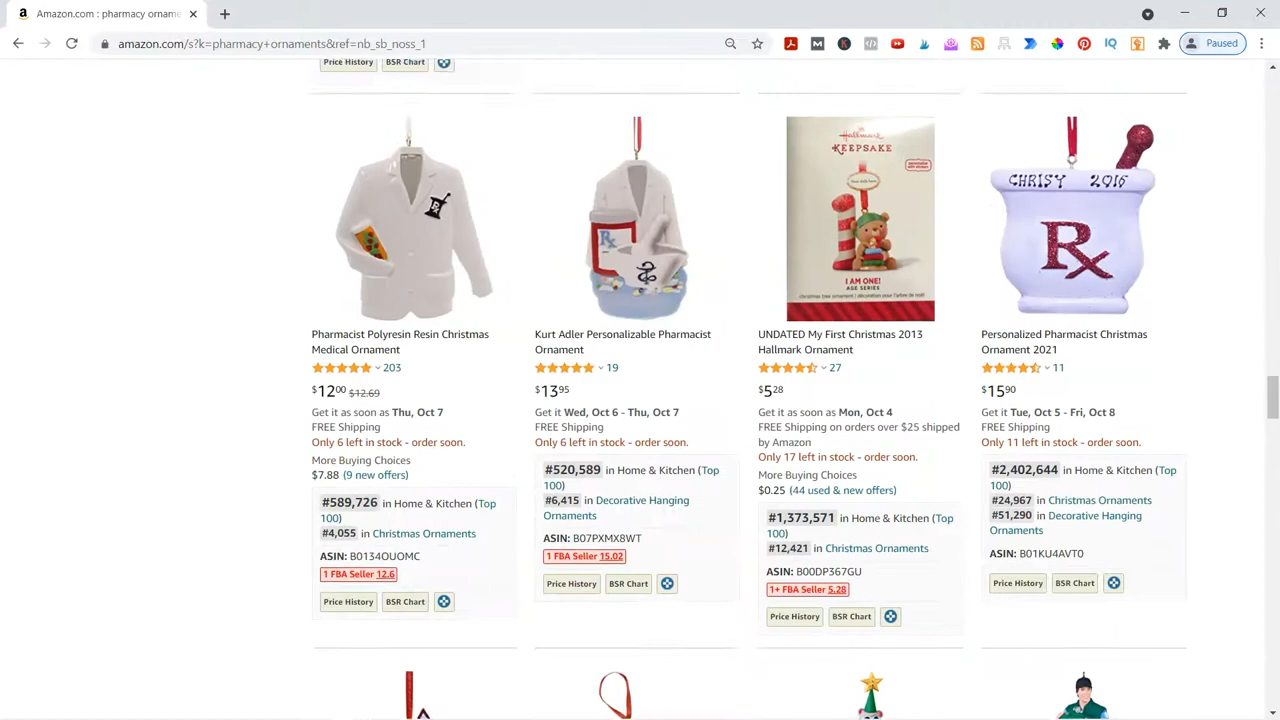 Amazon.com : pharmacy orname
amazon.com/s?k=pharmacy+ornaments&ref=nb_sb_noss_1
Paused
Price History
BSR Chart
Hallmark
KEEPSAKE
I AM ONE!
AGE SERIES
christmas tree ornament
CHRISY 2016
Rx
Rx
Rx
Pharmacist Polyresin Resin Christmas
Medical Ornament
203
$12.00 $12.69
Get it as soon as Thu, Oct 7
FREE Shipping
Only 6 left in stock - order soon.
More Buying Choices
$7.88 (9 new offers)
#589,726 in Home & Kitchen (Top
100)
#4,055 in Christmas Ornaments
ASIN: B0134OUOMC
1 FBA Seller 12.6
Price History
BSR Chart
Kurt Adler Personalizable Pharmacist
Ornament
19
$13.95
Get it Wed, Oct 6 - Thu, Oct 7
FREE Shipping
Only 6 left in stock - order soon.
#520,589 in Home & Kitchen (Top
100)
#6,415 in Decorative Hanging
Ornaments
ASIN: B07PXMX8WT
1 FBA Seller 15.02
Price History
BSR Chart
UNDATED My First Christmas 2013
Hallmark Ornament
27
$5.28
Get it as soon as Mon, Oct 4
FREE Shipping on orders over $25 shipped
by Amazon
Only 17 left in stock - order soon.
More Buying Choices
$0.25 (44 used & new offers)
#1,373,571 in Home & Kitchen (Top
100)
#12,421 in Christmas Ornaments
ASIN: B00DP367GU
1+ FBA Seller 5.28
Price History
BSR Chart
Personalized Pharmacist Christmas
Ornament 2021
11
$15.90
Get it Tue, Oct 5 - Fri, Oct 8
FREE Shipping
Only 11 left in stock - order soon.
#2,402,644 in Home & Kitchen (Top
100)
#24,967 in Christmas Ornaments
#51,290 in Decorative Hanging
Ornaments
ASIN: B01KU4AVT0
Price History
BSR Chart